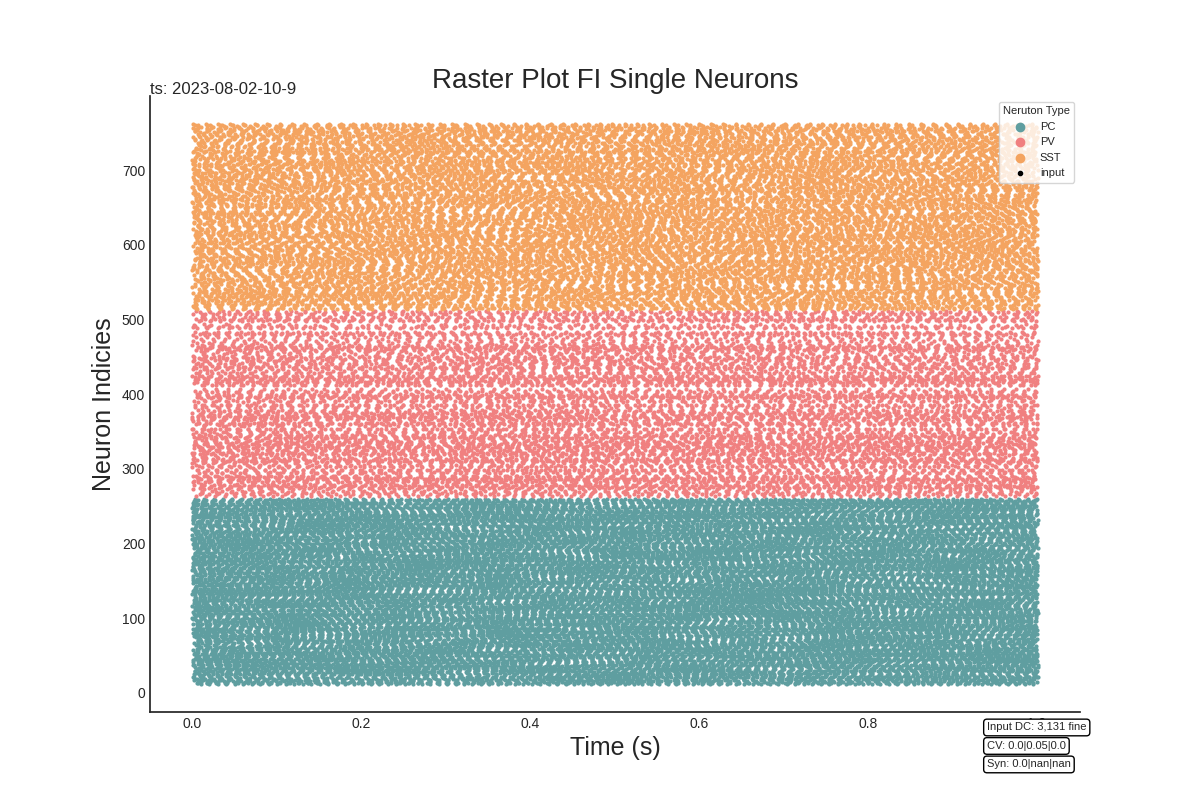 Raster Plot FI Single Neurons
ts: 2023-08-02-10-9
Neruton Type
PC
PV
SST
input
Neuron Indicies
700
600
500
400
300
200
100
0
0.0 0.2 0.4 0.6 0.8
Time (s)
Input DC: 3,131 fine
CV: 0.0|0.05|0.0
Syn: 0.0|nan|nan